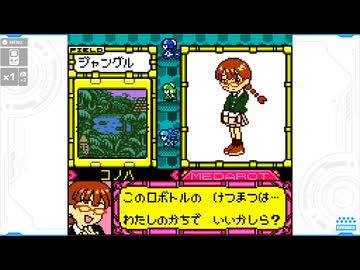 MENU
×1
FIELD
ジャングル
コノハ
MEDAROT
このロボトルの　けつまつは…
わたしのかちで　いいかしら？